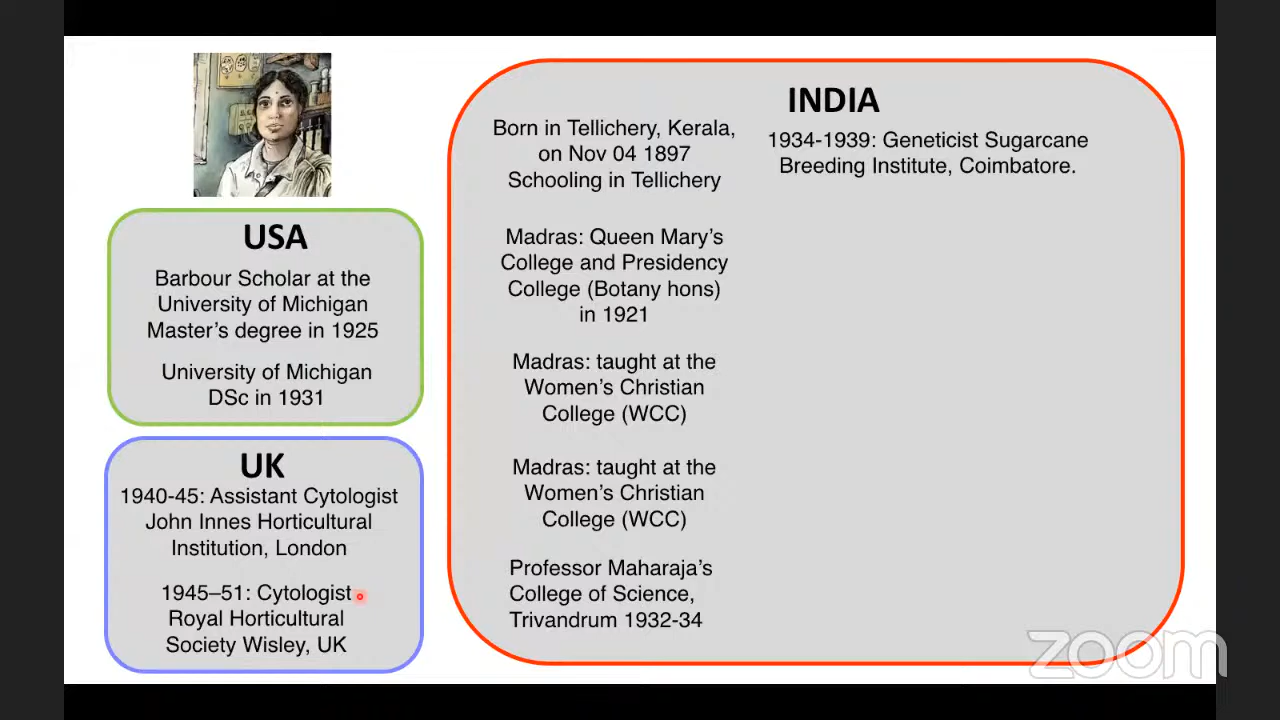 USA
Barbour Scholar at the
University of Michigan
Master's degree in 1925
University of Michigan
DSc in 1931
UK
1940-45: Assistant Cytologist
John Innes Horticultural
Institution, London
1945–51: Cytologist
Royal Horticultural
Society Wisley, UK
INDIA
Born in Tellichery, Kerala,
on Nov 04 1897
Schooling in Tellichery
Madras: Queen Mary's
College and Presidency
College (Botany hons)
in 1921
Madras: taught at the
Women's Christian
College (WCC)
Madras: taught at the
Women's Christian
College (WCC)
Professor Maharaja's
College of Science,
Trivandrum 1932-34
1934-1939: Geneticist Sugarcane
Breeding Institute, Coimbatore.
zoom